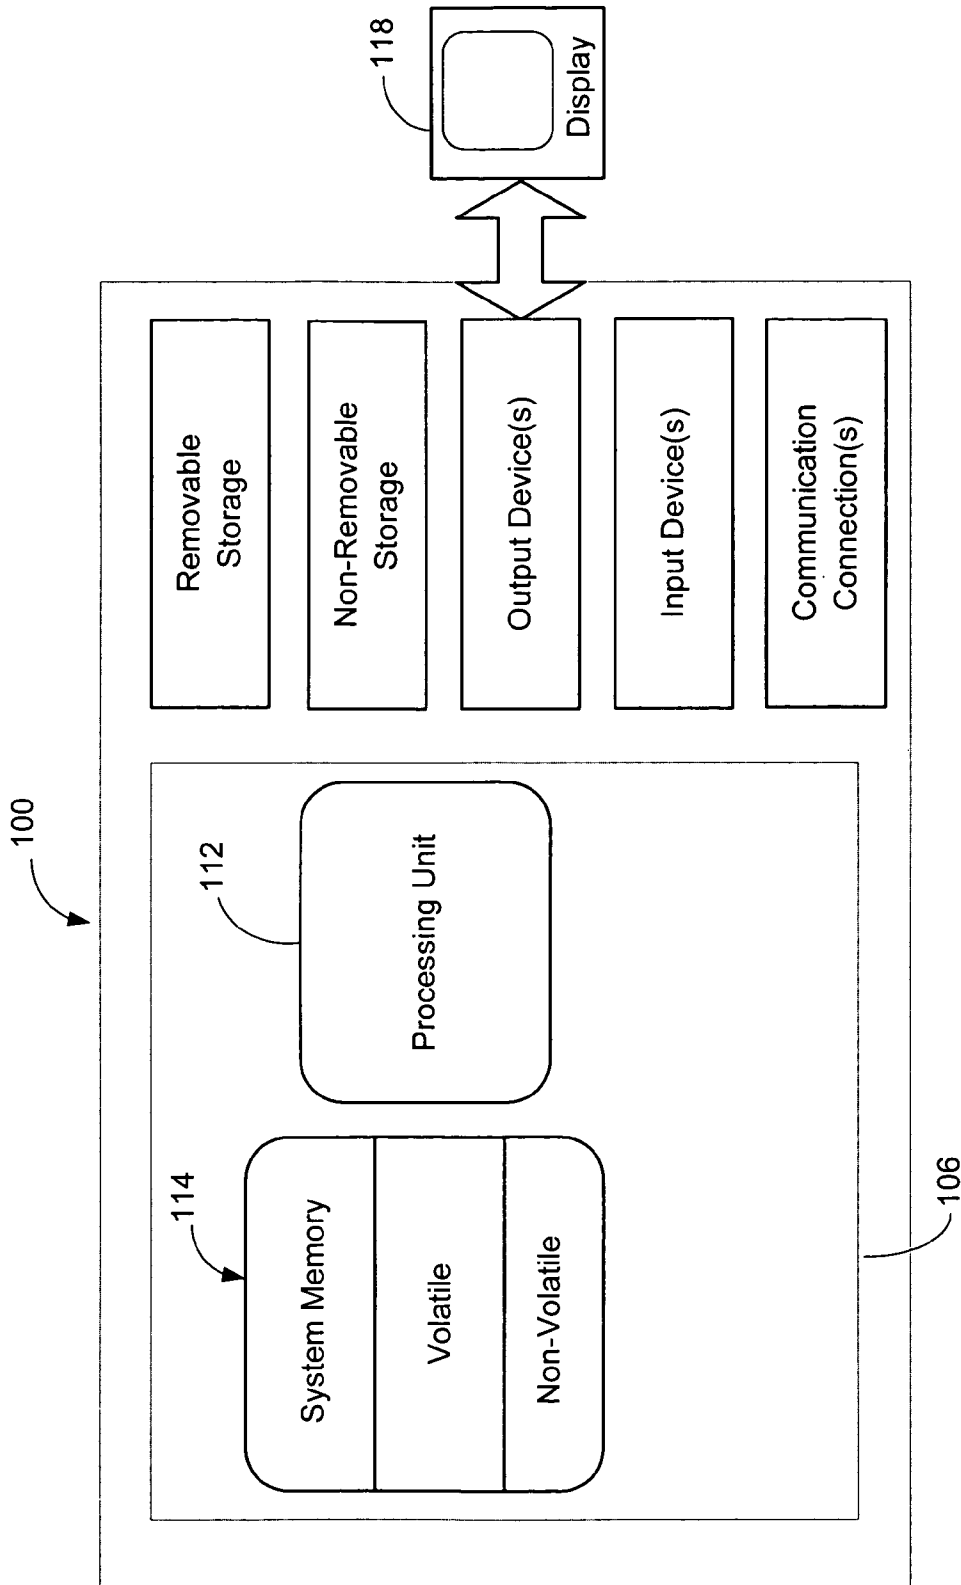 100
106
114
System Memory
Volatile
Non-Volatile
112
Processing Unit
Removable
Storage
Non-Removable
Storage
Output Device(s)
Input Device(s)
Communication
Connection(s)
118
Display